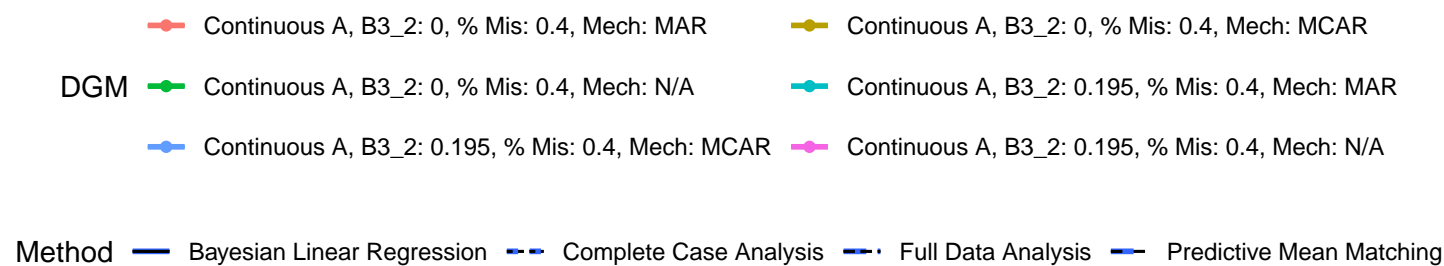 Continuous A, B3_2: 0, % Mis: 0.4, Mech: MAR Continuous A, B3_2: 0, % Mis: 0.4, Mech: MCAR
DGM Continuous A, B3_2: 0, % Mis: 0.4, Mech: N/A Continuous A, B3_2: 0.195, % Mis: 0.4, Mech: MAR
Continuous A, B3_2: 0.195, % Mis: 0.4, Mech: MCAR Continuous A, B3_2: 0.195, % Mis: 0.4, Mech: N/A
Method Bayesian Linear Regression Complete Case Analysis Full Data Analysis Predictive Mean Matching